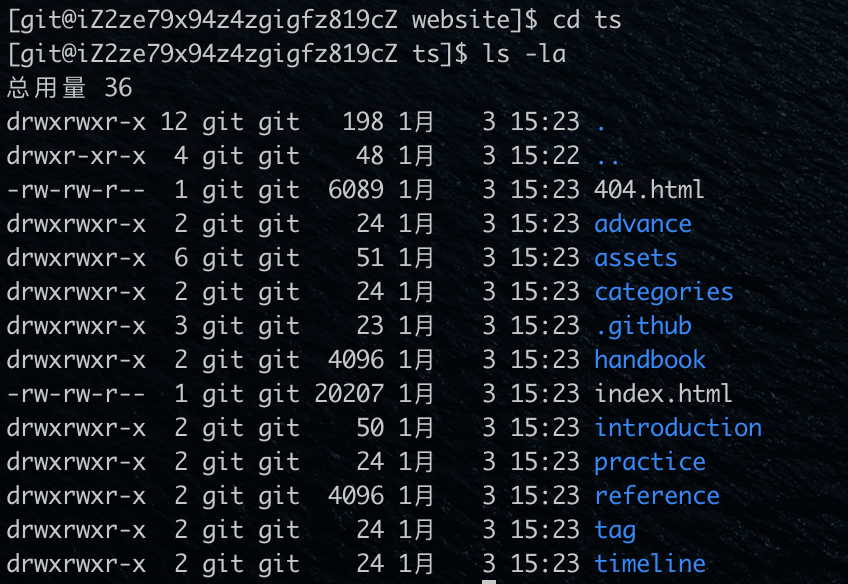 [git@iZ2ze79x94z4zgigfz819cZ website]$ cd ts
[git@iZ2ze79x94z4zgigfz819cZ ts]$ ls -la
总用量 36
drwxrwxr-x 12 git git   198 1月   3 15:23 .
drwxr-xr-x  4 git git    48 1月   3 15:22 ..
-rw-rw-r--  1 git git  6089 1月   3 15:23 404.html
drwxrwxr-x  2 git git    24 1月   3 15:23 advance
drwxrwxr-x  6 git git    51 1月   3 15:23 assets
drwxrwxr-x  2 git git    24 1月   3 15:23 categories
drwxrwxr-x  3 git git    23 1月   3 15:23 .github
drwxrwxr-x  2 git git  4096 1月   3 15:23 handbook
-rw-rw-r--  1 git git 20207 1月   3 15:23 index.html
drwxrwxr-x  2 git git    50 1月   3 15:23 introduction
drwxrwxr-x  2 git git    24 1月   3 15:23 practice
drwxrwxr-x  2 git git  4096 1月   3 15:23 reference
drwxrwxr-x  2 git git    24 1月   3 15:23 tag
drwxrwxr-x  2 git git    24 1月   3 15:23 timeline